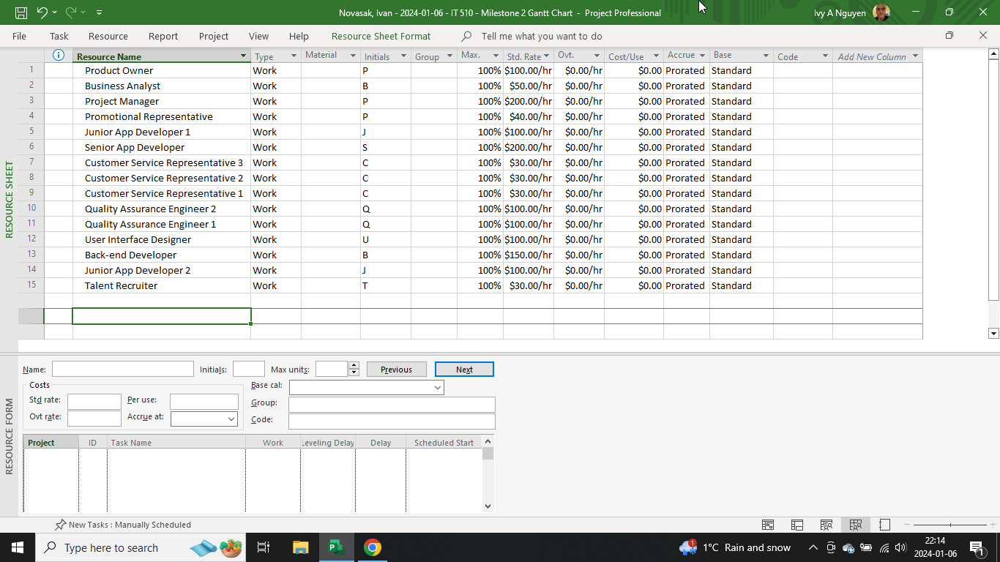 Novasak, Ivan - 2024-01-06 - IT 510 - Milestone 2 Gantt Chart - Project Professional
Ivy A Nguyen
File Task Resource Report Project View Help Resource Sheet Format Tell me what you want to do
Resource Name Type Material Initials Group Max. Std. Rate Ovt. Cost/Use Accrue Base Code Add New Column
1 Product Owner Work P 100% $100.00/hr $0.00/hr $0.00 Prorated Standard
2 Business Analyst Work B 100% $50.00/hr $0.00/hr $0.00 Prorated Standard
3 Project Manager Work P 100% $200.00/hr $0.00/hr $0.00 Prorated Standard
4 Promotional Representative Work P 100% $40.00/hr $0.00/hr $0.00 Prorated Standard
5 Junior App Developer 1 Work J 100% $100.00/hr $0.00/hr $0.00 Prorated Standard
6 Senior App Developer Work S 100% $200.00/hr $0.00/hr $0.00 Prorated Standard
7 Customer Service Representative 3 Work C 100% $30.00/hr $0.00/hr $0.00 Prorated Standard
8 Customer Service Representative 2 Work C 100% $30.00/hr $0.00/hr $0.00 Prorated Standard
9 Customer Service Representative 1 Work C 100% $30.00/hr $0.00/hr $0.00 Prorated Standard
10 Quality Assurance Engineer 2 Work Q 100% $100.00/hr $0.00/hr $0.00 Prorated Standard
11 Quality Assurance Engineer 1 Work Q 100% $100.00/hr $0.00/hr $0.00 Prorated Standard
12 User Interface Designer Work U 100% $100.00/hr $0.00/hr $0.00 Prorated Standard
13 Back-end Developer Work B 100% $150.00/hr $0.00/hr $0.00 Prorated Standard
14 Junior App Developer 2 Work J 100% $100.00/hr $0.00/hr $0.00 Prorated Standard
15 Talent Recruiter Work T 100% $30.00/hr $0.00/hr $0.00 Prorated Standard
RESOURCE SHEET
Name: Initials: Max units: Previous Next
Costs Base cal:
Std rate: Per use: Group:
Ovt rate: Accrue at: Code:
Project ID Task Name Work Leveling Delay Delay Scheduled Start
RESOURCE FORM
New Tasks : Manually Scheduled
Type here to search
1
1°C Rain and snow
22:14
2024-01-06
1